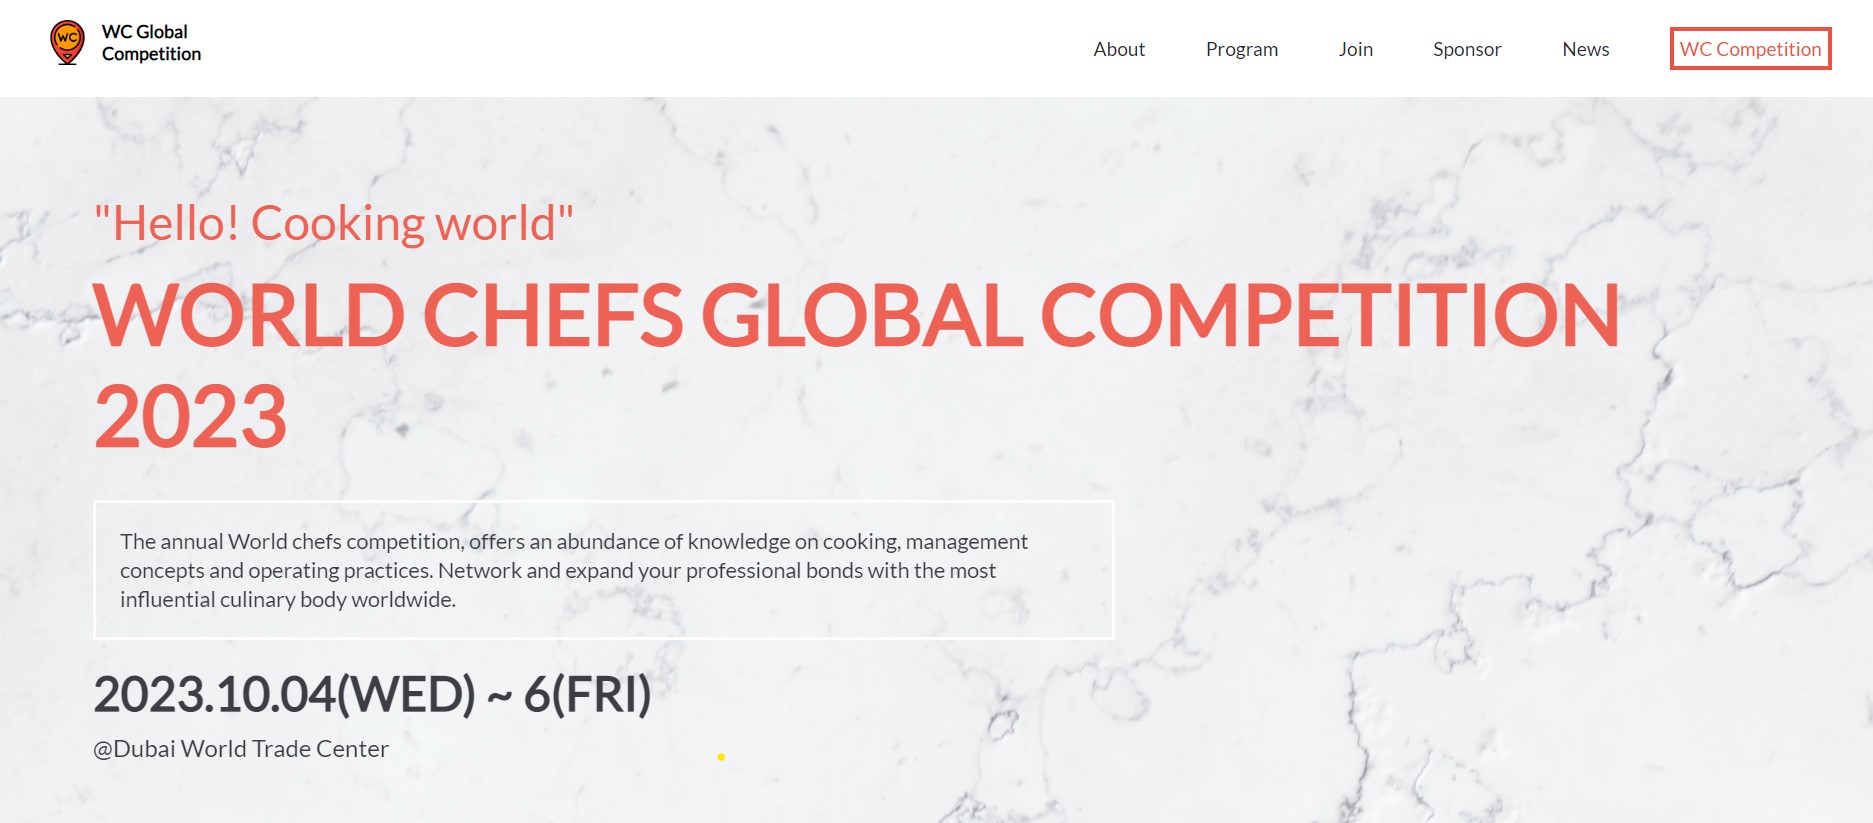 WC
WC Global
Competition
About
Program
Join
Sponsor
News
WC Competition
"Hello! Cooking world"
WORLD CHEFS GLOBAL COMPETITION
2023
The annual World chefs competition, offers an abundance of knowledge on cooking, management
concepts and operating practices. Network and expand your professional bonds with the most
influential culinary body worldwide.
2023.10.04(WED) ~ 6(FRI)
@Dubai World Trade Center